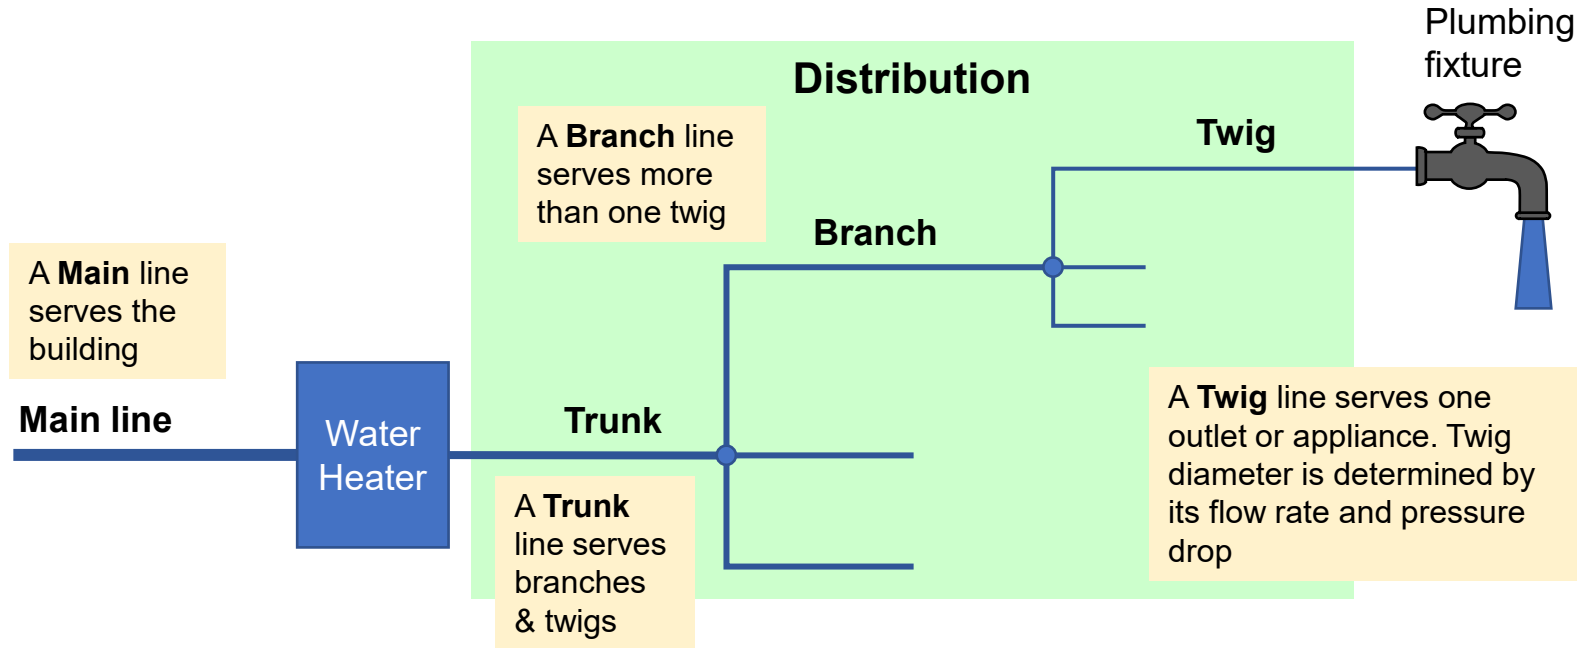 Plumbing
fixture
Distribution
A Branch line
serves more
than one twig
Twig
Branch
A Main line
serves the
building
Main line
Water
Heater
Trunk
A Trunk
line serves
branches
& twigs
A Twig line serves one
outlet or appliance. Twig
diameter is determined by
its flow rate and pressure
drop